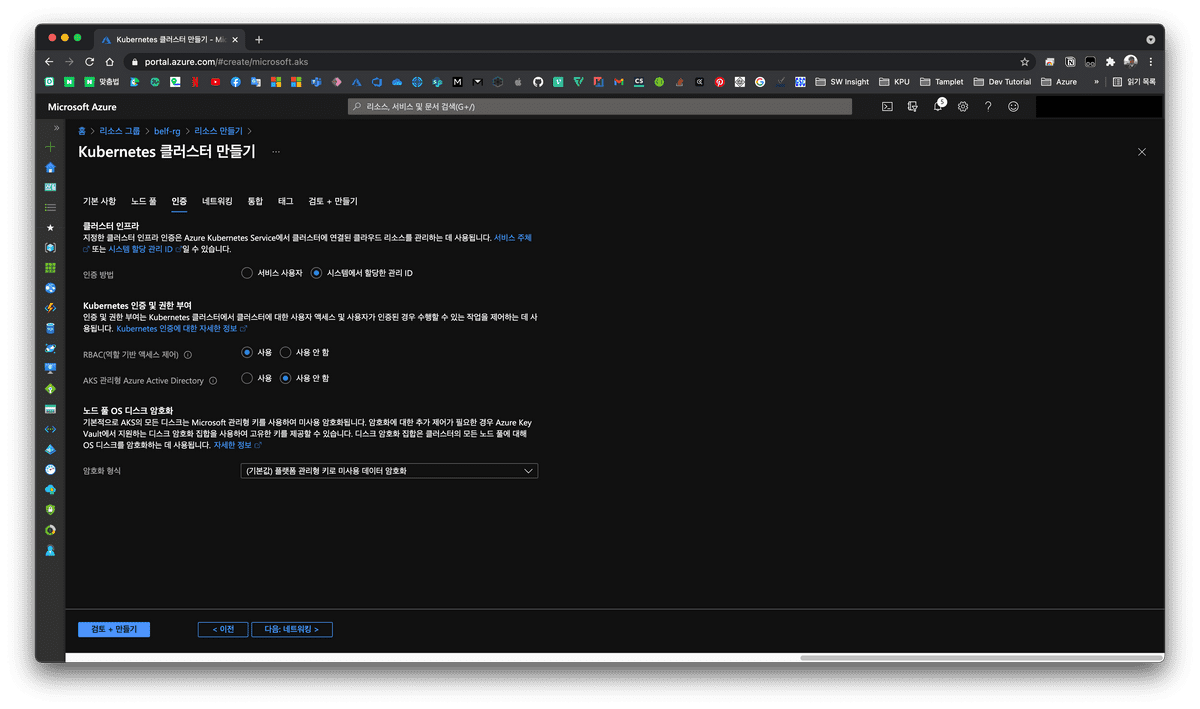 Kubernetes 클러스터 만들기 - Mi
portal.azure.com/#create/microsoft.aks
맞춤법 SW Insight KPU Tamplet Dev Tutorial Azure » 읽기 목록
Microsoft Azure
리소스, 서비스 및 문서 검색(G+/)
5
홈 > 리소스 그룹 > belf-rg > 리소스 만들기 >
Kubernetes 클러스터 만들기 ...
기본 사항 노드 풀 인증 네트워킹 통합 태그 검토 + 만들기
클러스터 인프라
지정한 클러스터 인프라 인증은 Azure Kubernetes Service에서 클러스터에 연결된 클라우드 리소스를 관리하는 데 사용됩니다. 서비스 주체
또는 시스템 할당 관리 ID 일 수 있습니다.
인증 방법 서비스 사용자 시스템에서 할당한 관리 ID
Kubernetes 인증 및 권한 부여
인증 및 권한 부여는 Kubernetes 클러스터에서 클러스터에 대한 사용자 액세스 및 사용자가 인증된 경우 수행할 수 있는 작업을 제어하는 데 사
용됩니다. Kubernetes 인증에 대한 자세한 정보
RBAC(역할 기반 액세스 제어) 사용 사용 안 함
AKS 관리형 Azure Active Directory 사용 사용 안 함
노드 풀 OS 디스크 암호화
기본적으로 AKS의 모든 디스크는 Microsoft 관리형 키를 사용하여 미사용 암호화됩니다. 암호화에 대한 추가 제어가 필요한 경우 Azure Key
Vault에서 지원하는 디스크 암호화 집합을 사용하여 고유한 키를 제공할 수 있습니다. 디스크 암호화 집합은 클러스터의 모든 노드 풀에 대해
OS 디스크를 암호화하는 데 사용됩니다. 자세한 정보
암호화 형식 (기본값) 플랫폼 관리형 키로 미사용 데이터 암호화
검토 + 만들기 < 이전 다음: 네트워킹 >